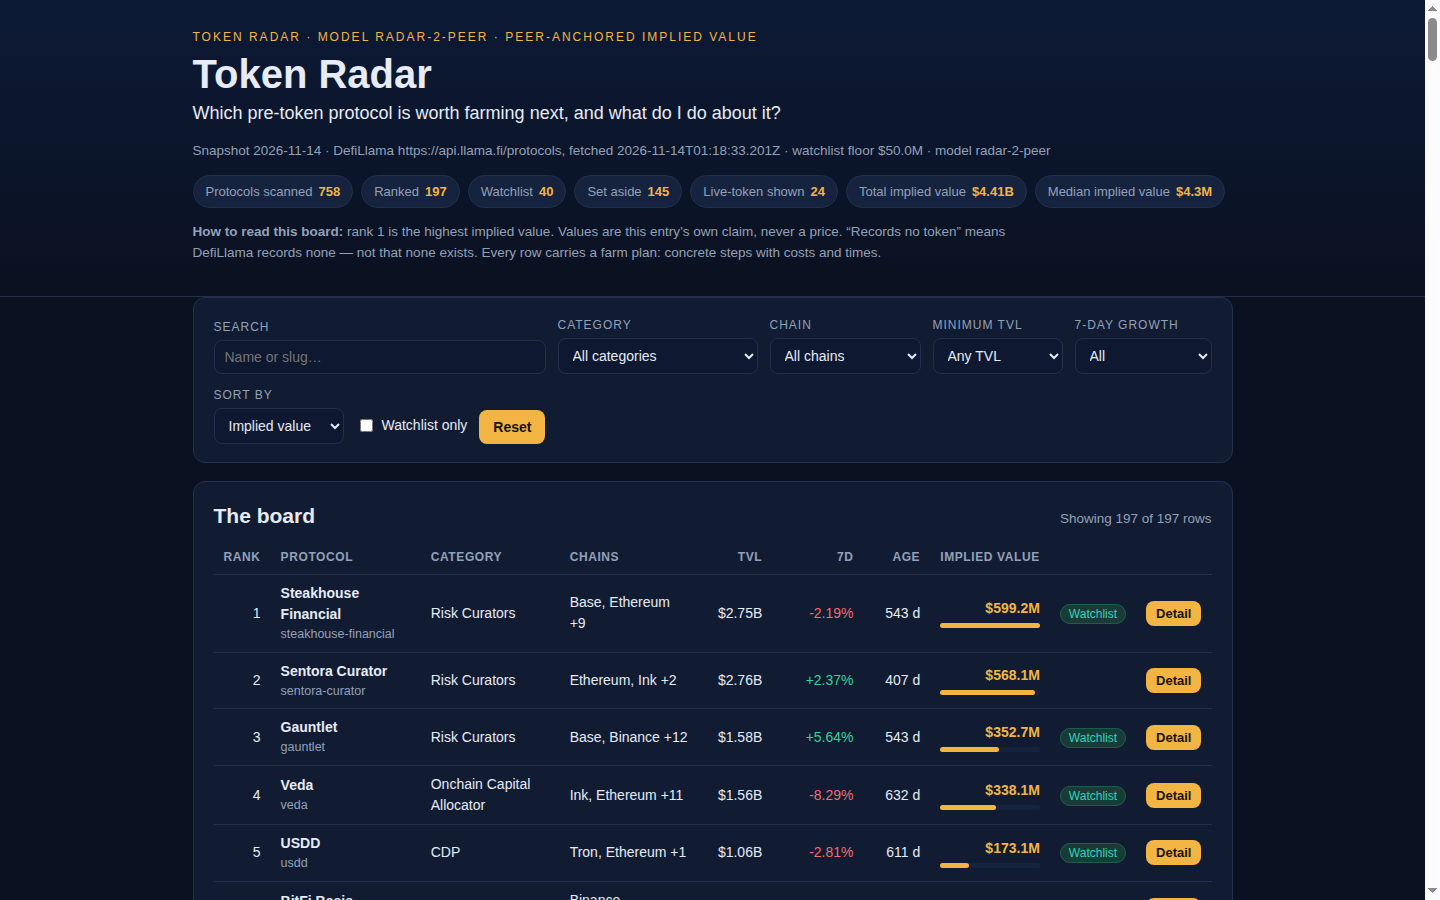 TOKEN RADAR · MODEL RADAR-2-PEER · PEER-ANCHORED IMPLIED VALUE
Token Radar
Which pre-token protocol is worth farming next, and what do I do about it?
Snapshot 2026-11-14 · DefiLlama https://api.llama.fi/protocols, fetched 2026-11-14T01:18:33.201Z · watchlist floor $50.0M · model radar-2-peer
Protocols scanned 758 Ranked 197 Watchlist 40 Set aside 145 Live-token shown 24 Total implied value $4.41B Median implied value $4.3M
How to read this board: rank 1 is the highest implied value. Values are this entry's own claim, never a price. “Records no token” means
DefiLlama records none — not that none exists. Every row carries a farm plan: concrete steps with costs and times.
SEARCH CATEGORY CHAIN MINIMUM TVL 7-DAY GROWTH
Name or slug… All categories All chains Any TVL All
SORT BY
Implied value Watchlist only Reset
The board Showing 197 of 197 rows
RANK PROTOCOL CATEGORY CHAINS TVL 7D AGE IMPLIED VALUE
1 Steakhouse Financial steakhouse-financial Risk Curators Base, Ethereum +9 $2.75B -2.19% 543 d $599.2M Watchlist Detail
2 Sentora Curator sentora-curator Risk Curators Ethereum, Ink +2 $2.76B +2.37% 407 d $568.1M Detail
3 Gauntlet gauntlet Risk Curators Base, Binance +12 $1.58B +5.64% 543 d $352.7M Watchlist Detail
4 Veda veda Onchain Capital Allocator Ink, Ethereum +11 $1.56B -8.29% 632 d $338.1M Watchlist Detail
5 USDD usdd CDP Tron, Ethereum +1 $1.06B -2.81% 611 d $173.1M Watchlist Detail